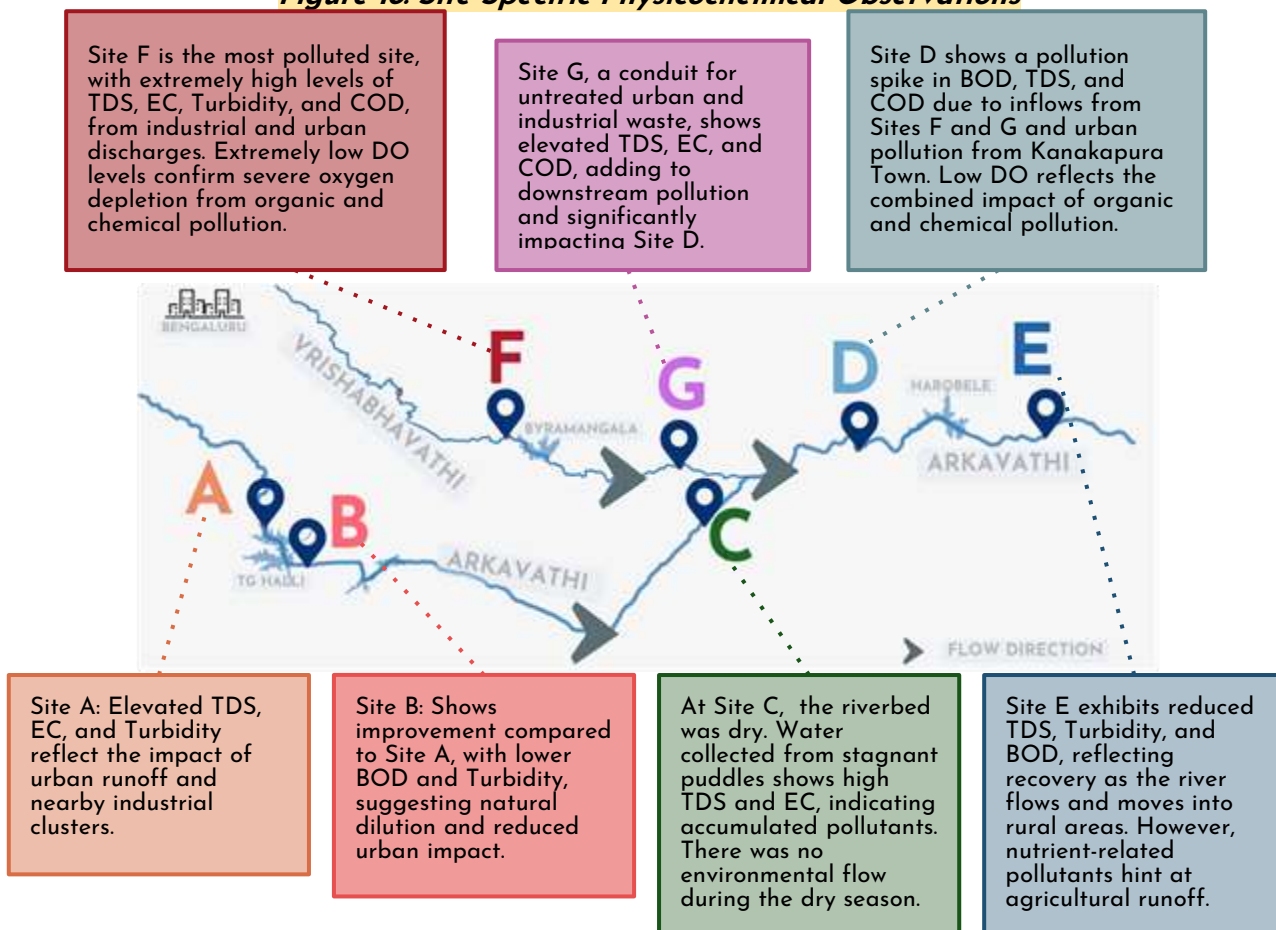 Figure 16: Site Specific Physicochemical Observations
Site F is the most polluted site,
with extremely high levels of
TDS, EC, Turbidity, and COD,
from industrial and urban
discharges. Extremely low DO
levels confirm severe oxygen
depletion from organic and
chemical pollution.
Site G, a conduit for
untreated urban and
industrial waste, shows
elevated TDS, EC, and
COD, adding to
downstream pollution
and significantly
impacting Site D.
Site D shows a pollution
spike in BOD, TDS, and
COD due to inflows from
Sites F and G and urban
pollution from Kanakapura
Town. Low DO reflects the
combined impact of organic
and chemical pollution.
BENGALURU
VRISHABHAVATHI
F
BYRAMANGALA
G
D
HAROBELE
E
ARKAVATHI
A
B
TG HALLI
ARKAVATHI
C
FLOW DIRECTION
Site A: Elevated TDS,
EC, and Turbidity
reflect the impact of
urban runoff and
nearby industrial
clusters.
Site B: Shows
improvement compared
to Site A, with lower
BOD and Turbidity,
suggesting natural
dilution and reduced
urban impact.
At Site C, the riverbed
was dry. Water
collected from stagnant
puddles shows high
TDS and EC, indicating
accumulated pollutants.
There was no
environmental flow
during the dry season.
Site E exhibits reduced
TDS, Turbidity, and
BOD, reflecting
recovery as the river
flows and moves into
rural areas. However,
nutrient-related
pollutants hint at
agricultural runoff.